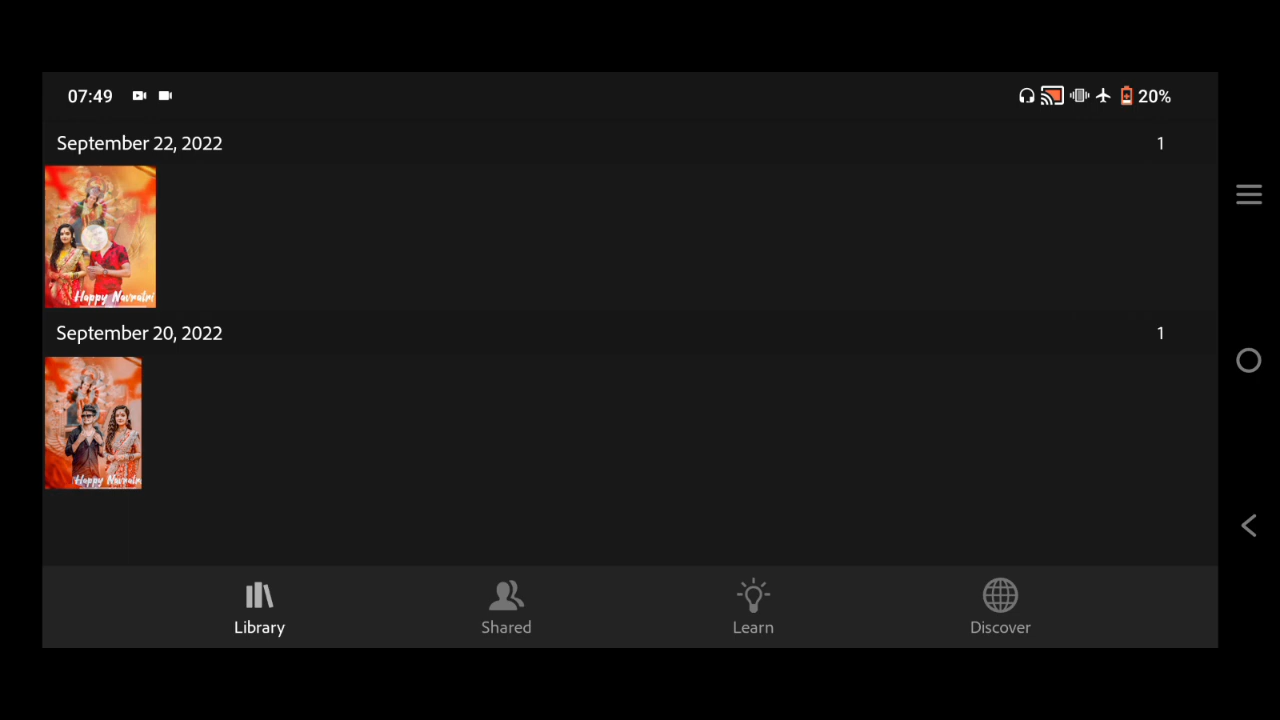 07:49 20%
September 22, 2022 1
Happy Navratri
September 20, 2022 1
Happy Navratri
Library Shared Learn Discover